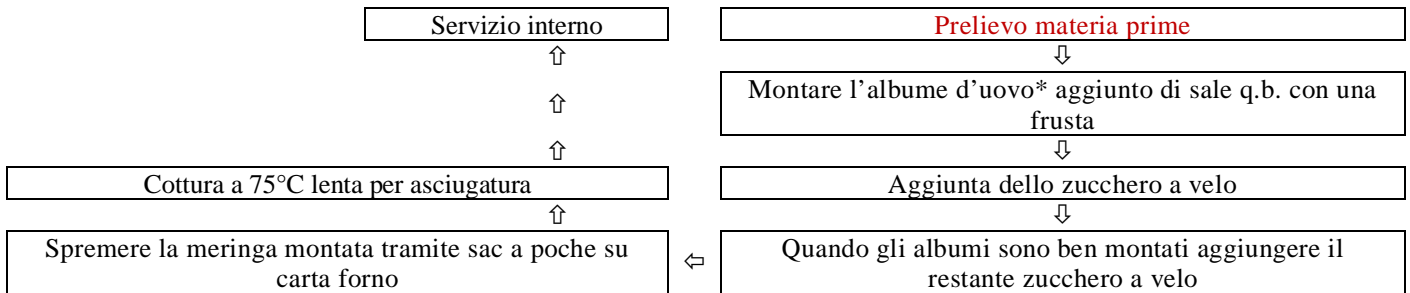 Servizio interno
Prelievo materia prime
⇧
⇩
⇧
Montare l'albume d'uovo* aggiunto di sale q.b. con una
frusta
⇧
⇩
Cottura a 75°C lenta per asciugatura
Aggiunta dello zucchero a velo
⇧
⇩
Spremere la meringa montata tramite sac a poche su
carta forno
⇦
Quando gli albumi sono ben montati aggiungere il
restante zucchero a velo